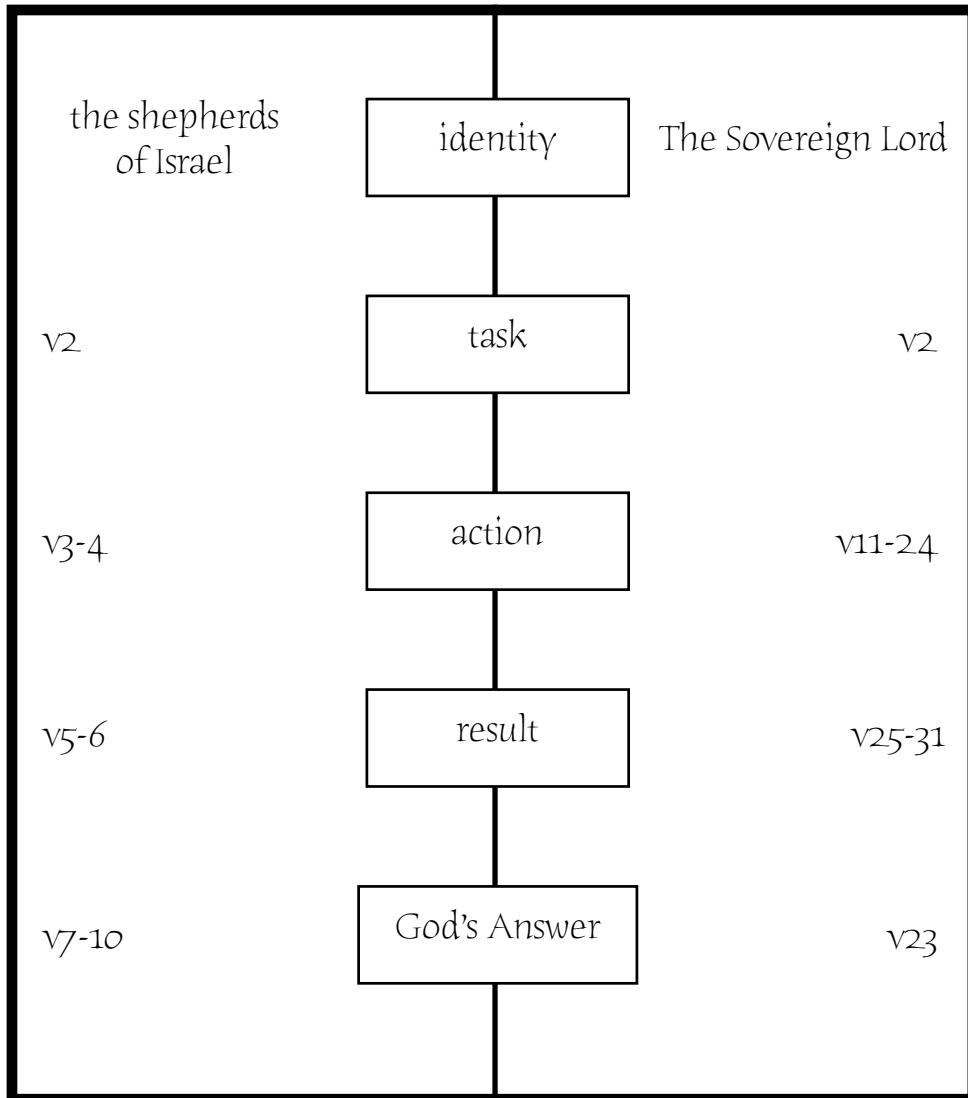 the shepherds
of Israel
identity
The Sovereign Lord
v2
task
v2
v3-4
action
v11-24
v5-6
result
v25-31
v7-10
God's Answer
v23